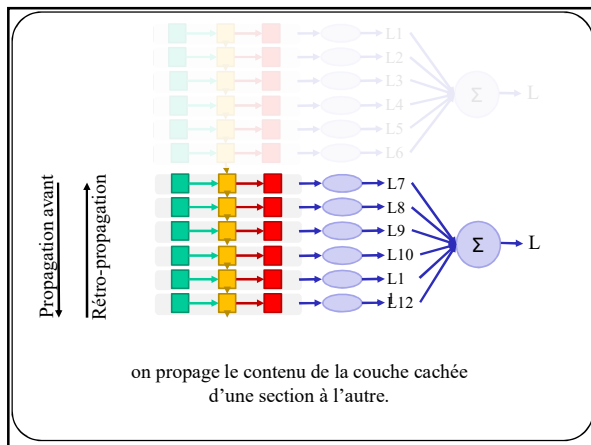 L1
L2
L3
L4
L5
L6
Σ
L
L7
L8
L9
L10
L1
1
L12
Σ
L
Propagation avant
Rétro-propagation
on propage le contenu de la couche cachée
d’une section à l’autre.